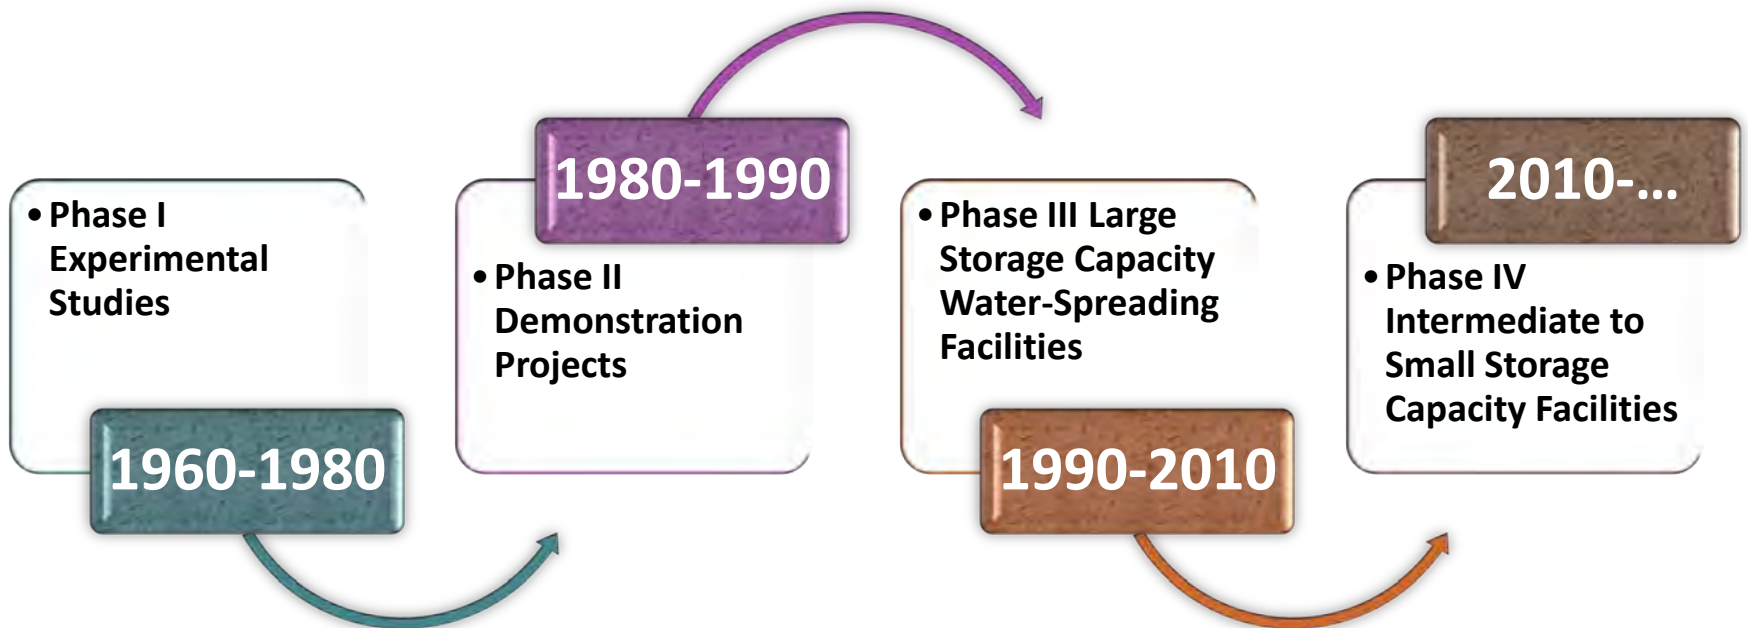 • Phase I
Experimental
Studies
1960-1980
1980-1990
• Phase II
Demonstration
Projects
• Phase III Large
Storage Capacity
Water-Spreading
Facilities
1990-2010
2010-...
• Phase IV
Intermediate to
Small Storage
Capacity Facilities